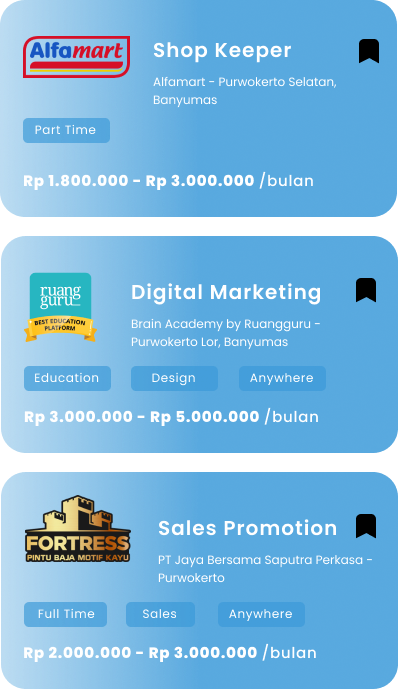 Alfamart
Shop Keeper
Alfamart - Purwokerto Selatan,
Banyumas
Part Time
Rp 1.800.000 - Rp 3.000.000 /bulan
ruang
guru
BEST EDUCATION
PLATFORM
Digital Marketing
Brain Academy by Ruangguru -
Purwokerto Lor, Banyumas
Education Design Anywhere
Rp 3.000.000 - Rp 5.000.000 /bulan
FORTRESS
PINTU BAJA MOTIF KAYU
Sales Promotion
PT Jaya Bersama Saputra Perkasa -
Purwokerto
Full Time Sales Anywhere
Rp 2.000.000 - Rp 3.000.000 /bulan